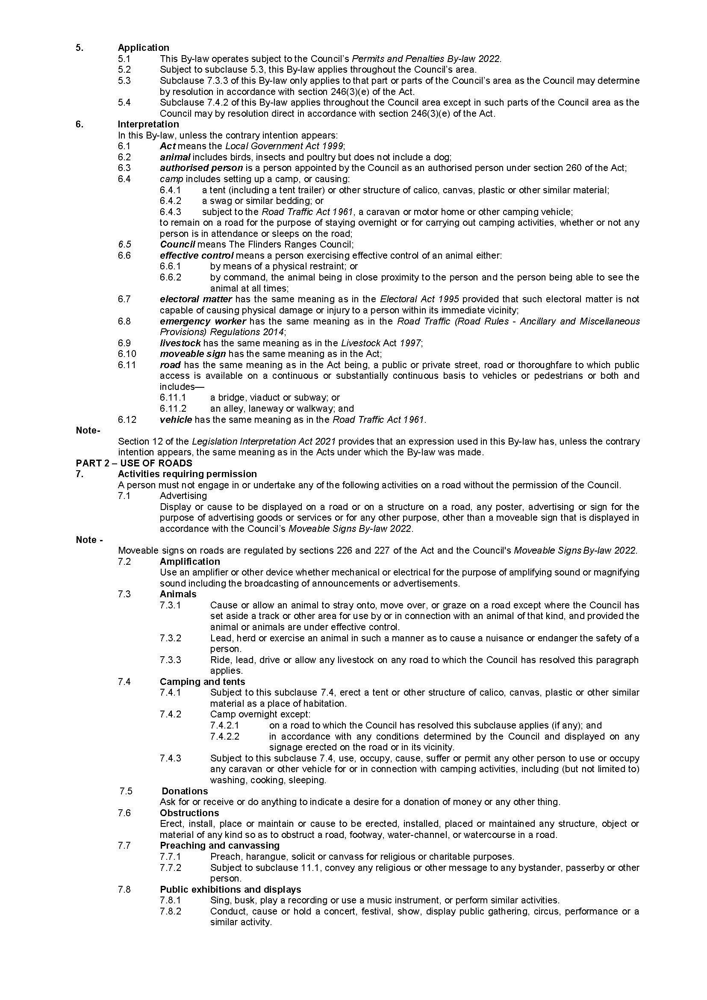 5. Application
5.1 This By-law operates subject to the Council's Permits and Penalties By-law 2022.
5.2 Subject to subclause 5.3, this By-law applies throughout the Council's area.
5.3 Subclause 7.3.3 of this By-law only applies to that part or parts of the Council's area as the Council may determine
by resolution in accordance with section 246(3)(e) of the Act.
5.4 Subclause 7.4.2 of this By-law applies throughout the Council area except in such parts of the Council area as the
Council may by resolution direct in accordance with section 246(3)(e) of the Act.
6. Interpretation
In this By-law, unless the contrary intention appears:
6.1 Act means the Local Government Act 1999;
6.2 animal includes birds, insects and poultry but does not include a dog;
6.3 authorised person is a person appointed by the Council as an authorised person under section 260 of the Act;
6.4 camp includes setting up a camp, or causing:
6.4.1 a tent (including a tent trailer) or other structure of calico, canvas, plastic or other similar material;
6.4.2 a swag or similar bedding; or
6.4.3 subject to the Road Traffic Act 1961, a caravan or motor home or other camping vehicle;
to remain on a road for the purpose of staying overnight or for carrying out camping activities, whether or not any
person is in attendance or sleeps on the road;
6.5 Council means The Flinders Ranges Council;
6.6 effective control means a person exercising effective control of an animal either:
6.6.1 by means of a physical restraint; or
6.6.2 by command, the animal being in close proximity to the person and the person being able to see the
animal at all times;
6.7 electoral matter has the same meaning as in the Electoral Act 1995 provided that such electoral matter is not
capable of causing physical damage or injury to a person within its immediate vicinity;
6.8 emergency worker has the same meaning as in the Road Traffic (Road Rules - Ancillary and Miscellaneous
Provisions) Regulations 2014;
6.9 livestock has the same meaning as in the Livestock Act 1997;
6.10 moveable sign has the same meaning as in the Act;
6.11 road has the same meaning as in the Act being, a public or private street, road or thoroughfare to which public
access is available on a continuous or substantially continuous basis to vehicles or pedestrians or both and
includes—
6.11.1 a bridge, viaduct or subway; or
6.11.2 an alley, laneway or walkway; and
6.12 vehicle has the same meaning as in the Road Traffic Act 1961.
Note-
Section 12 of the Legislation Interpretation Act 2021 provides that an expression used in this By-law has, unless the contrary
intention appears, the same meaning as in the Acts under which the By-law was made.
PART 2 – USE OF ROADS
7. Activities requiring permission
A person must not engage in or undertake any of the following activities on a road without the permission of the Council.
7.1 Advertising
Display or cause to be displayed on a road or on a structure on a road, any poster, advertising or sign for the
purpose of advertising goods or services or for any other purpose, other than a moveable sign that is displayed in
accordance with the Council's Moveable Signs By-law 2022.
Note -
Moveable signs on roads are regulated by sections 226 and 227 of the Act and the Council's Moveable Signs By-law 2022.
7.2 Amplification
Use an amplifier or other device whether mechanical or electrical for the purpose of amplifying sound or magnifying
sound including the broadcasting of announcements or advertisements.
7.3 Animals
7.3.1 Cause or allow an animal to stray onto, move over, or graze on a road except where the Council has
set aside a track or other area for use by or in connection with an animal of that kind, and provided the
animal or animals are under effective control.
7.3.2 Lead, herd or exercise an animal in such a manner as to cause a nuisance or endanger the safety of a
person.
7.3.3 Ride, lead, drive or allow any livestock on any road to which the Council has resolved this paragraph
applies.
7.4 Camping and tents
7.4.1 Subject to this subclause 7.4, erect a tent or other structure of calico, canvas, plastic or other similar
material as a place of habitation.
7.4.2 Camp overnight except:
7.4.2.1 on a road to which the Council has resolved this subclause applies (if any); and
7.4.2.2 in accordance with any conditions determined by the Council and displayed on any
signage erected on the road or in its vicinity.
7.4.3 Subject to this subclause 7.4, use, occupy, cause, suffer or permit any other person to use or occupy
any caravan or other vehicle for or in connection with camping activities, including (but not limited to)
washing, cooking, sleeping.
7.5 Donations
Ask for or receive or do anything to indicate a desire for a donation of money or any other thing.
7.6 Obstructions
Erect, install, place or maintain or cause to be erected, installed, placed or maintained any structure, object or
material of any kind so as to obstruct a road, footway, water-channel, or watercourse in a road.
7.7 Preaching and canvassing
7.7.1 Preach, harangue, solicit or canvass for religious or charitable purposes.
7.7.2 Subject to subclause 11.1, convey any religious or other message to any bystander, passerby or other
person.
7.8 Public exhibitions and displays
7.8.1 Sing, busk, play a recording or use a music instrument, or perform similar activities.
7.8.2 Conduct, cause or hold a concert, festival, show, display public gathering, circus, performance or a
similar activity.